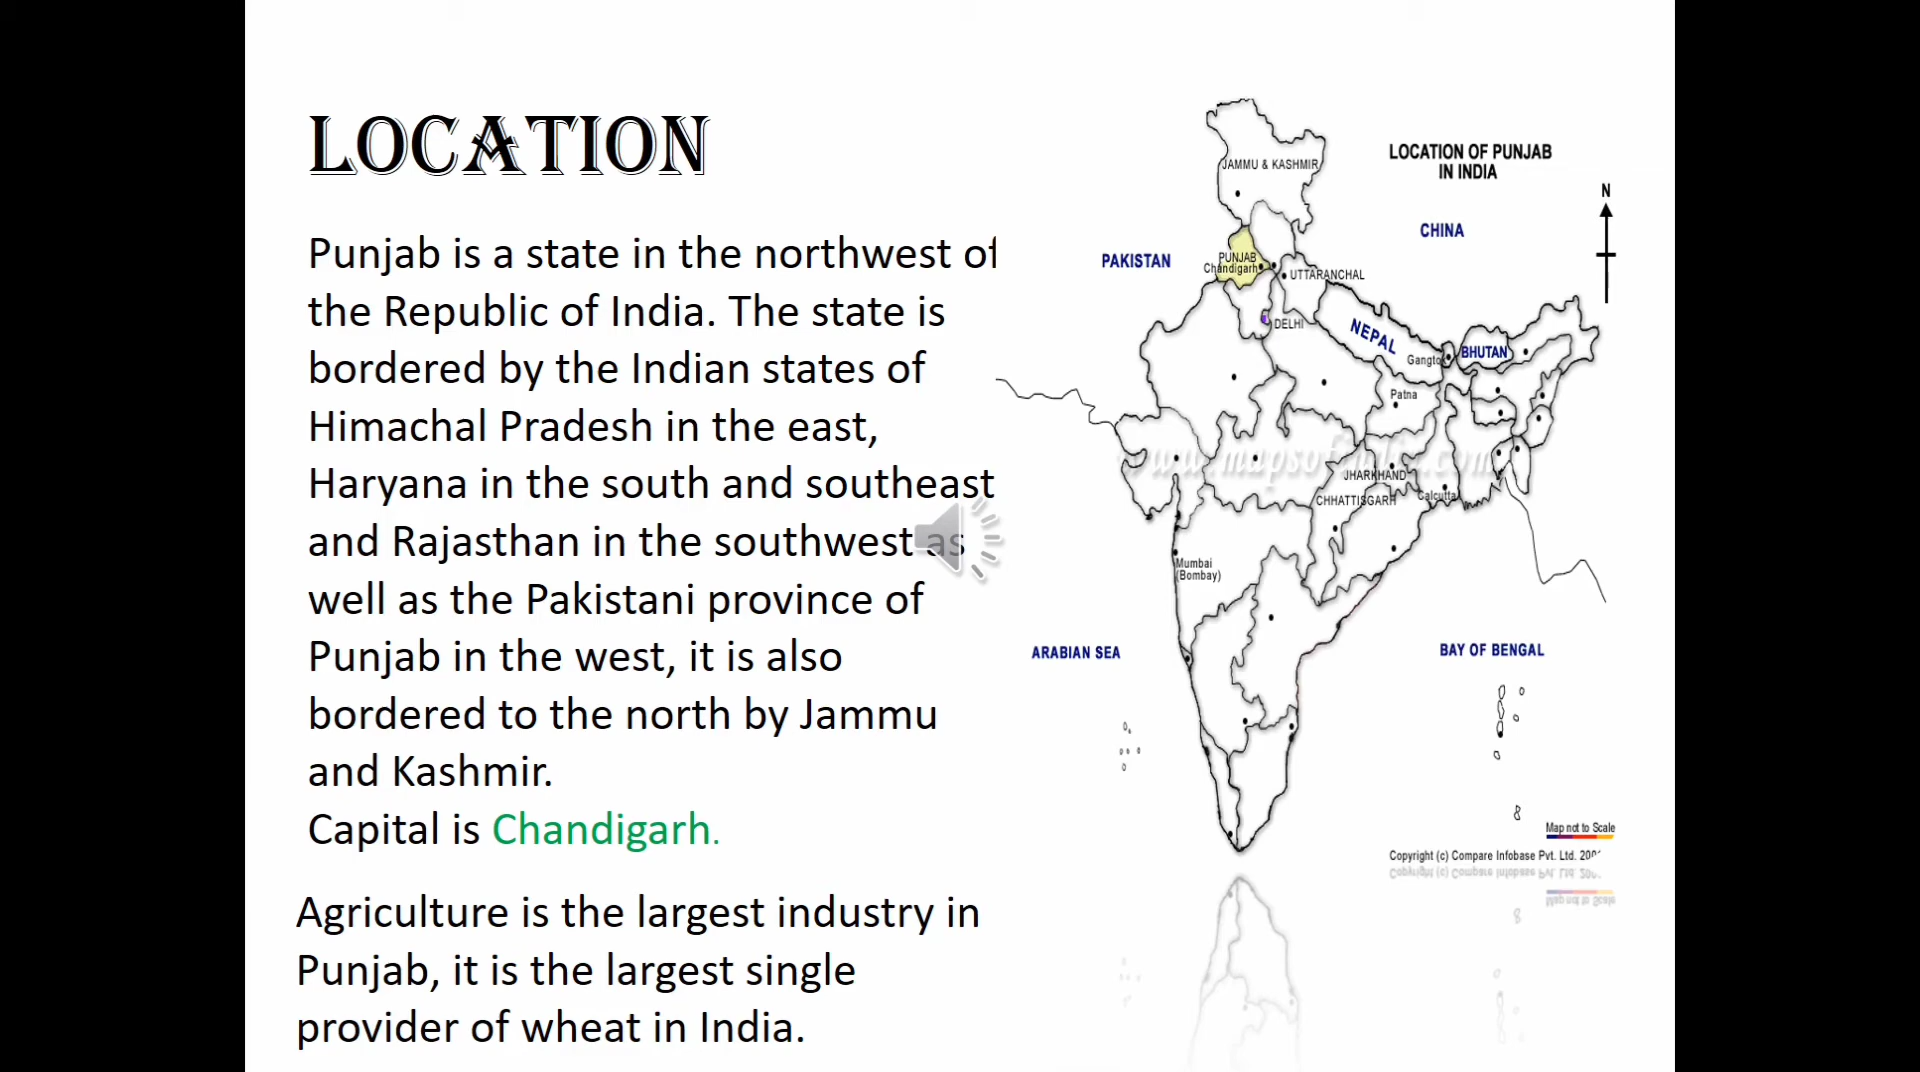 LOCATION
Punjab is a state in the northwest of
the Republic of India. The state is
bordered by the Indian states of
Himachal Pradesh in the east,
Haryana in the south and southeast
and Rajasthan in the southwest as
well as the Pakistani province of
Punjab in the west, it is also
bordered to the north by Jammu
and Kashmir.
Capital is Chandigarh.
Agriculture is the largest industry in
Punjab, it is the largest single
provider of wheat in India.
LOCATION OF PUNJAB
IN INDIA
N
JAMMU & KASHMIR
CHINA
PAKISTAN
PUNJAB
Chandigarh
UTTARANCHAL
DELHI
NEPAL
Gangto
BHUTAN
Patna
www.mapsofindia.com
JHARKHAND
CHHATTISGARH
Calcutta
Mumbai
(Bombay)
ARABIAN SEA
BAY OF BENGAL
Map not to Scale
Copyright (c) Compare Infobase Pvt. Ltd.